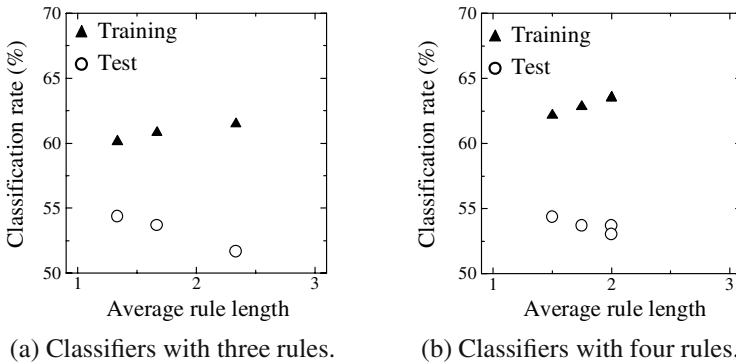 70
65
60
55
50
Classification rate (%)
Training
Test
1
2
3
Average rule length
(a) Classifiers with three rules.
70
65
60
55
50
Classification rate (%)
Training
Test
1
2
3
Average rule length
(b) Classifiers with four rules.